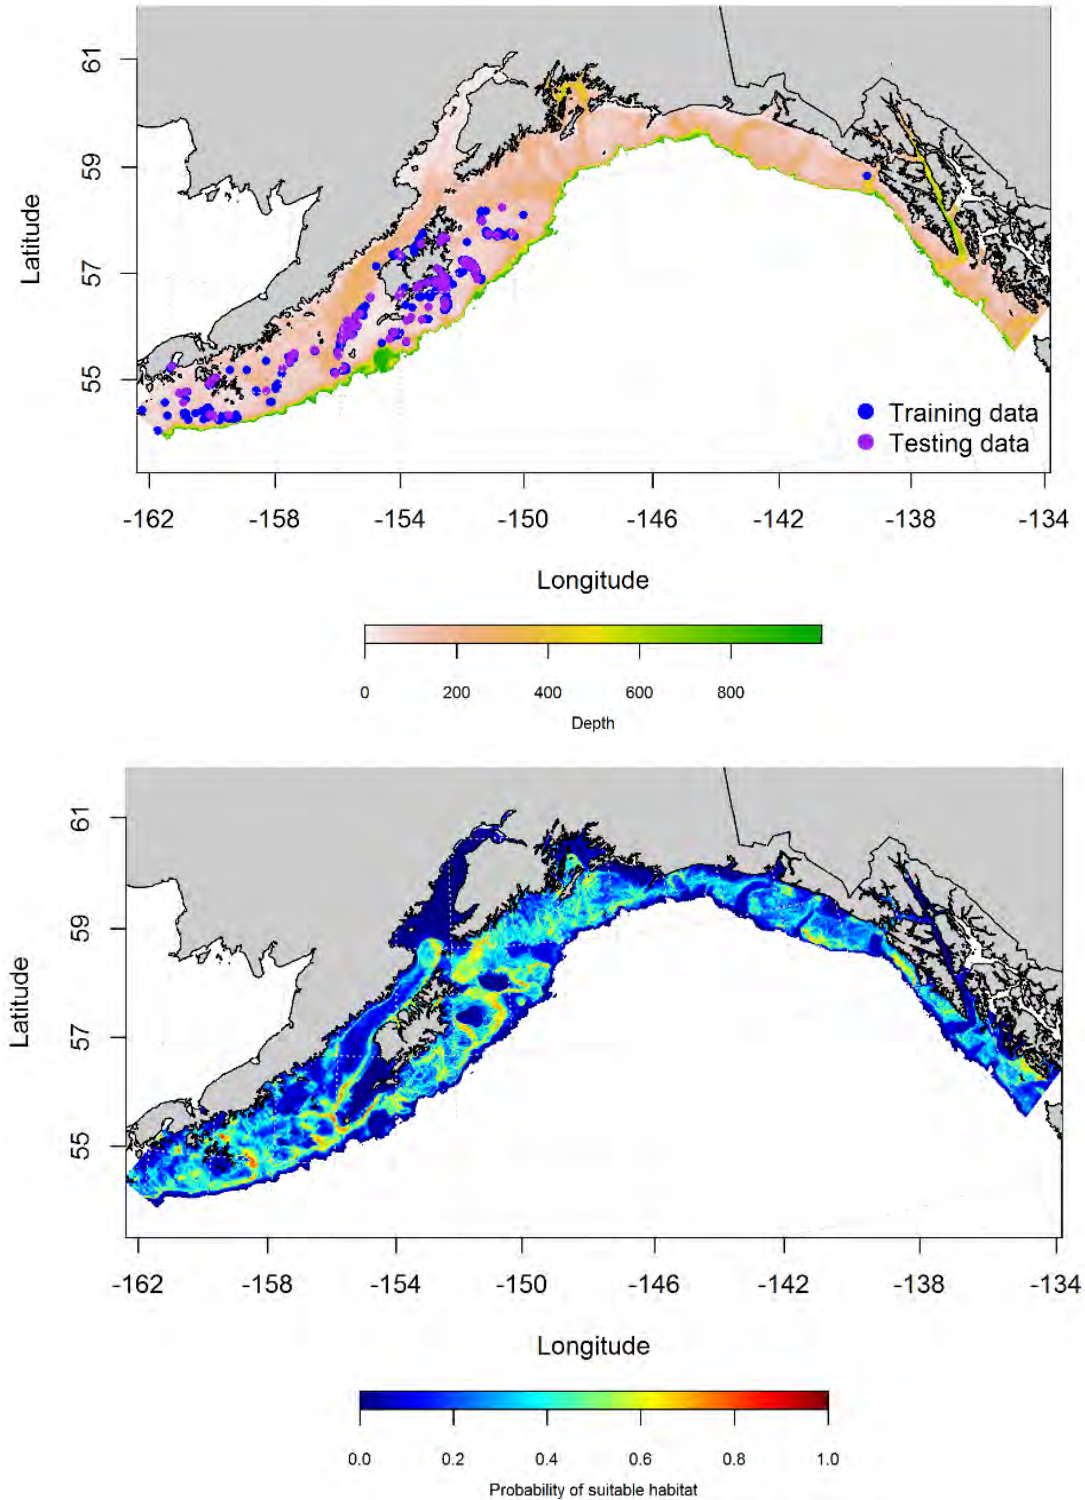 61
59
57
55
Latitude
Training data
Testing data
-162 -158 -154 -150 -146 -142 -138 -134
Longitude
0 200 400 600 800
Depth
61
59
57
55
Latitude
-162 -158 -154 -150 -146 -142 -138 -134
Longitude
0.0 0.2 0.4 0.6 0.8 1.0
Probability of suitable habitat